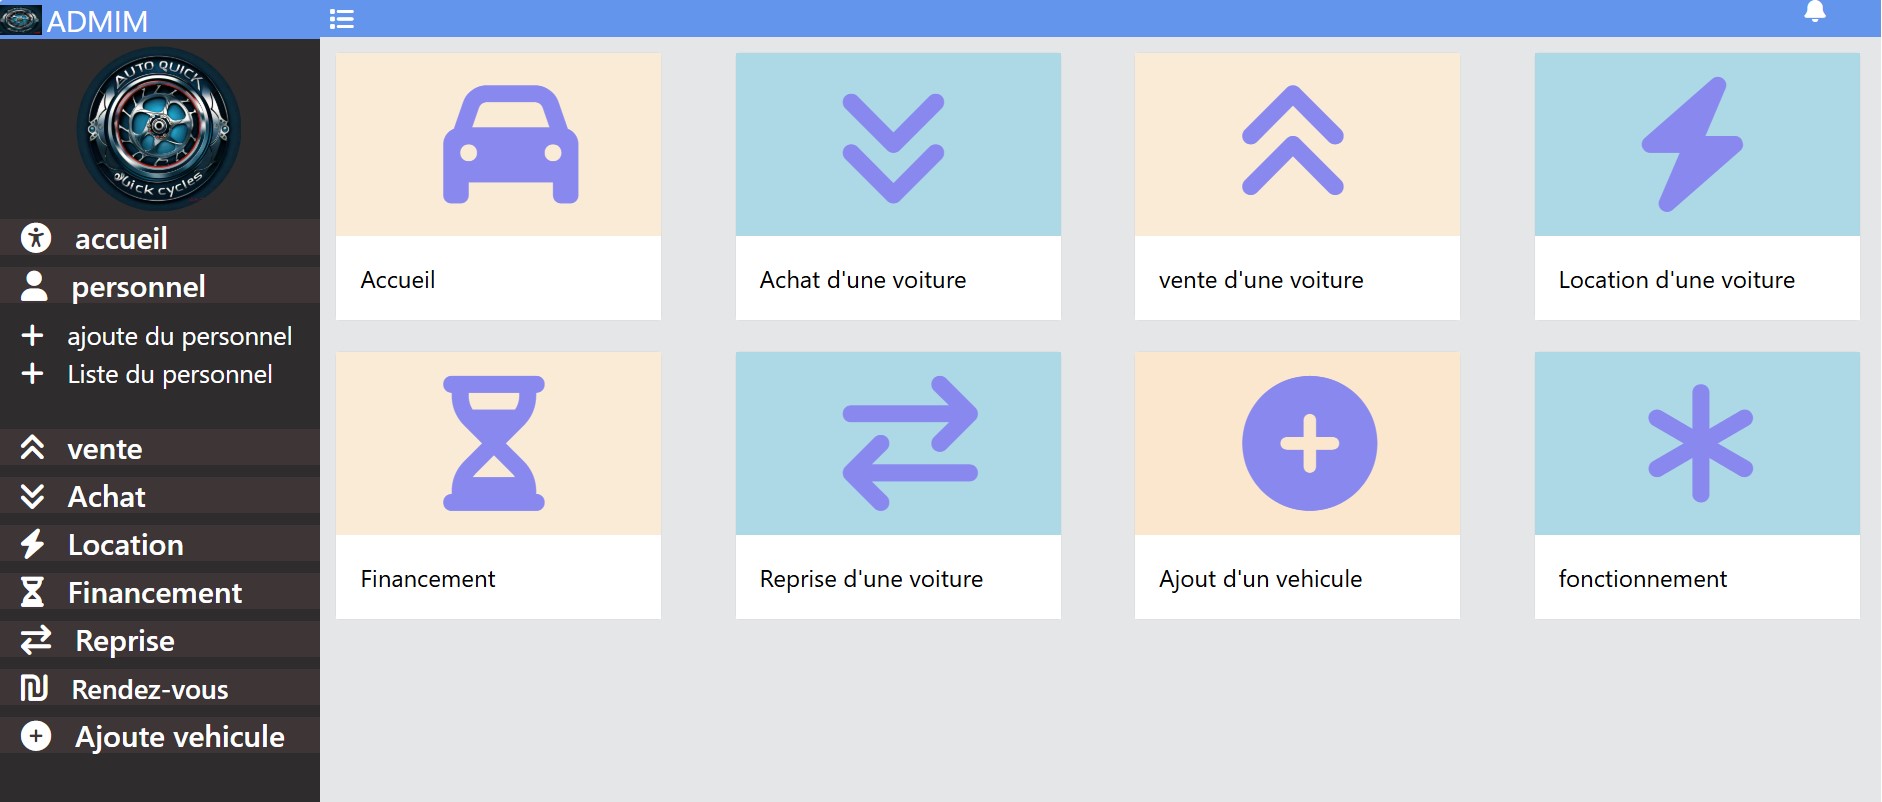 ADMIM
AUTO QUICK
Quick cycles
accueil
personnel
ajoute du personnel
Liste du personnel
vente
Achat
Location
Financement
Reprise
Rendez-vous
Ajoute vehicule
Accueil
Achat d'une voiture
vente d'une voiture
Location d'une voiture
Financement
Reprise d'une voiture
Ajout d'un vehicule
fonctionnement